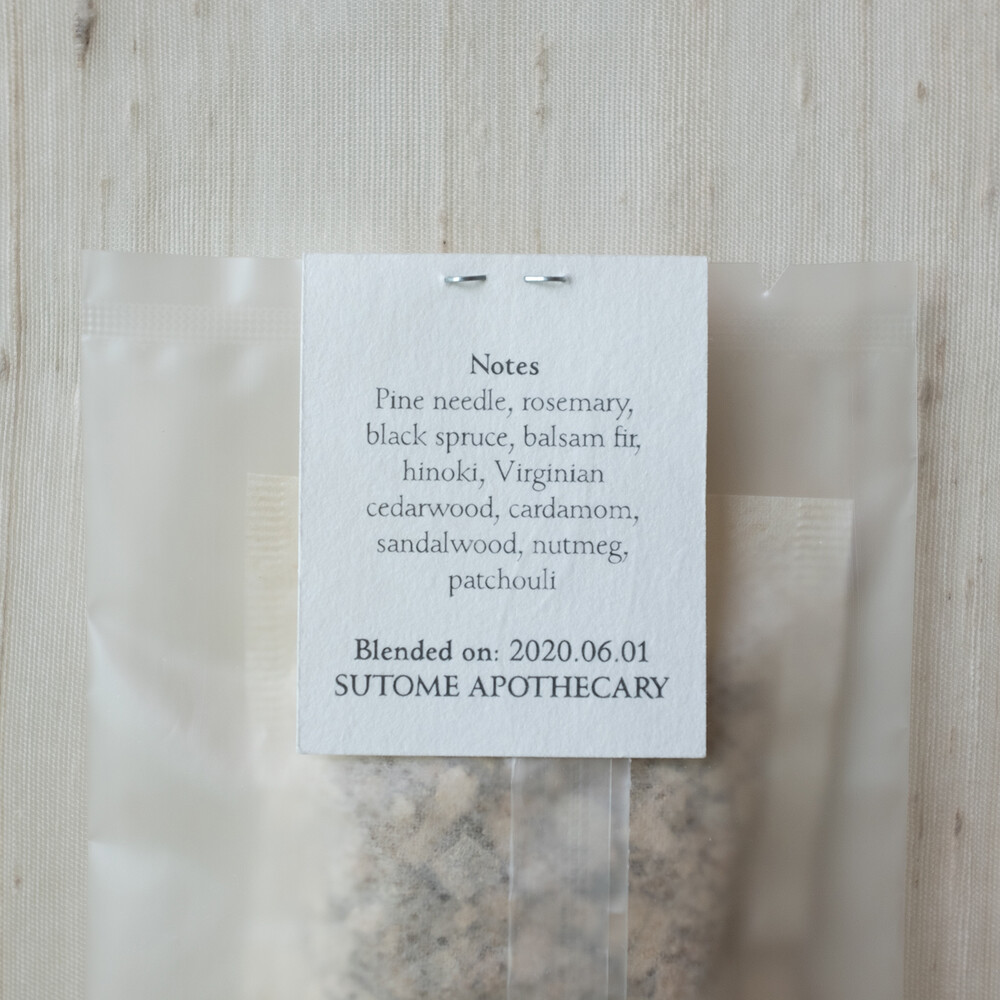 Notes
Pine needle, rosemary,
black spruce, balsam fir,
hinoki, Virginian
cedarwood, cardamom,
sandalwood, nutmeg,
patchouli
Blended on: 2020.06.01
SUTOME APOTHECARY